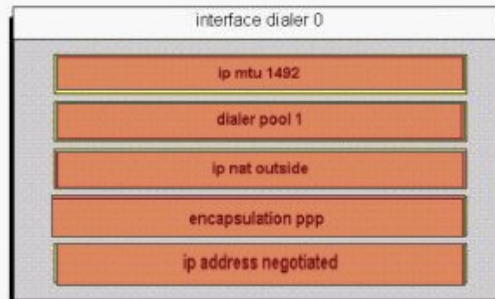 interface dialer 0
ip mtu 1492
dialer pool 1
ip nat outside
encapsulation ppp
ip address negotiated